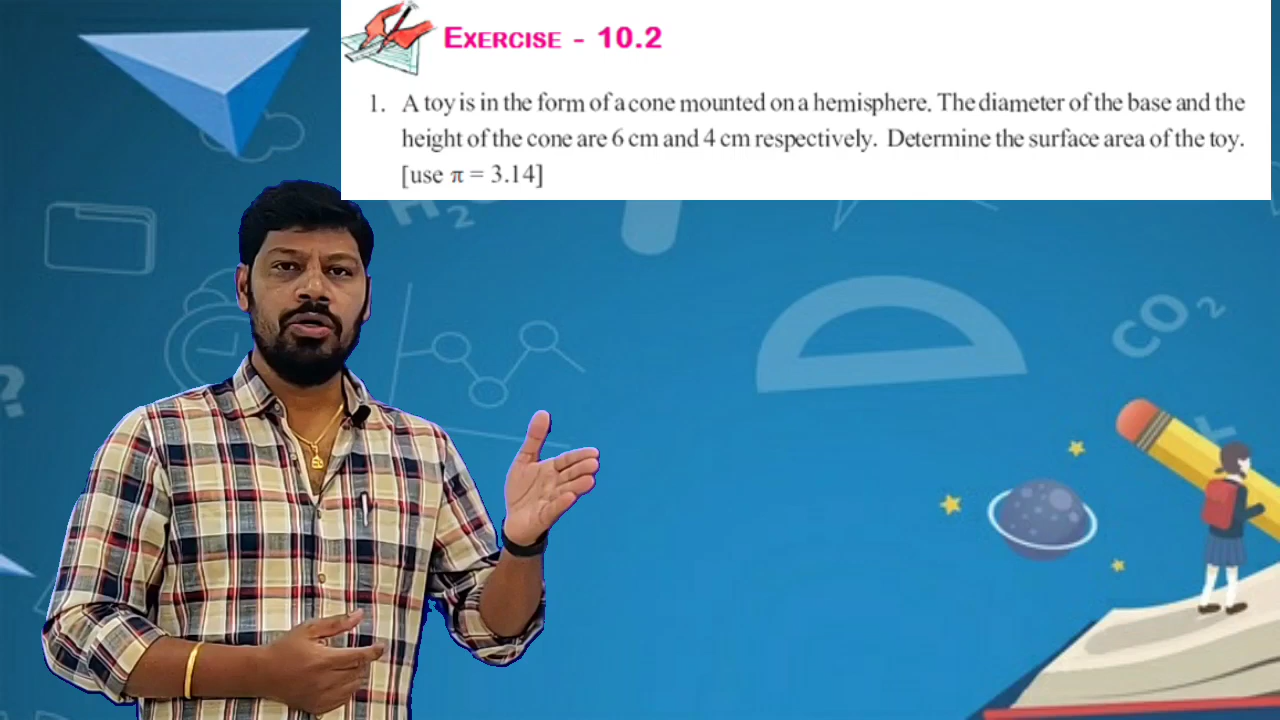 EXERCISE - 10.2
1. A toy is in the form of a cone mounted on a hemisphere. The diameter of the base and the
height of the cone are 6 cm and 4 cm respectively. Determine the surface area of the toy.
[use π = 3.14]
H₂
CO₂
?